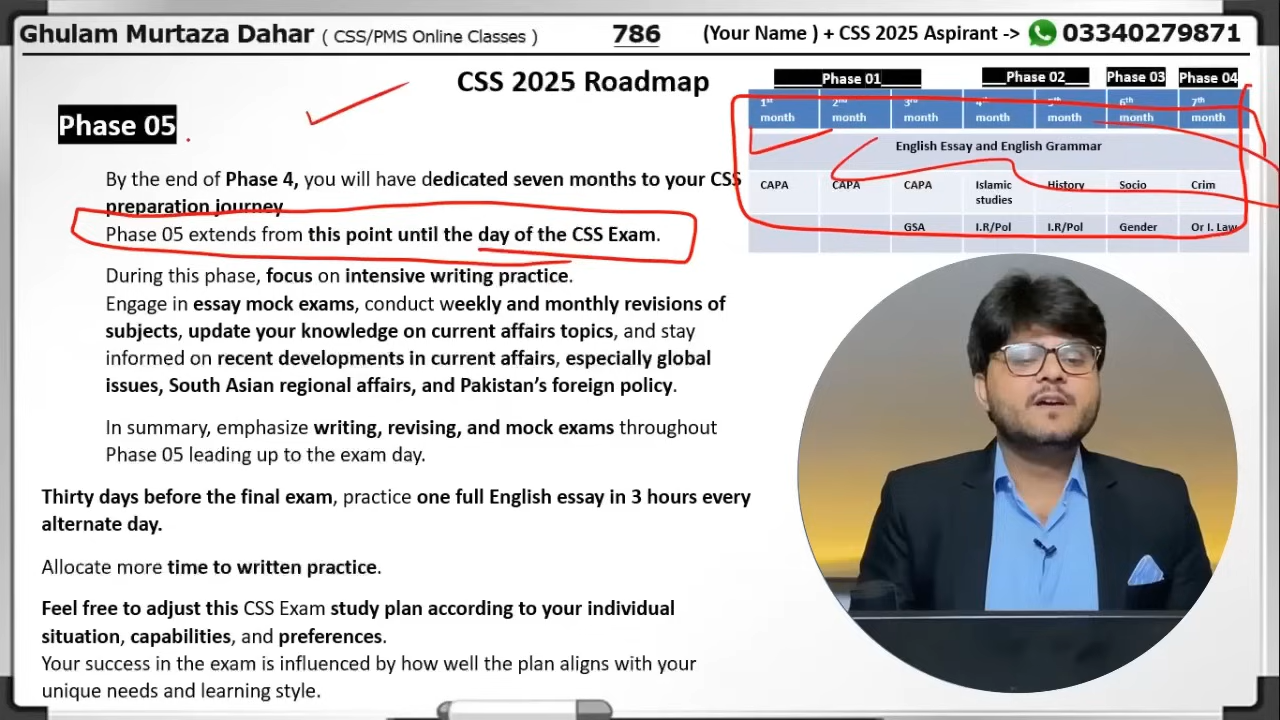 Ghulam Murtaza Dahar ( CSS/PMS Online Classes ) 786 (Your Name ) + CSS 2025 Aspirant -> 03340279871
CSS 2025 Roadmap
Phase 05
By the end of Phase 4, you will have dedicated seven months to your CSS
preparation journey
Phase 05 extends from this point until the day of the CSS Exam.
During this phase, focus on intensive writing practice.
Engage in essay mock exams, conduct weekly and monthly revisions of
subjects, update your knowledge on current affairs topics, and stay
informed on recent developments in current affairs, especially global
issues, South Asian regional affairs, and Pakistan’s foreign policy.
In summary, emphasize writing, revising, and mock exams throughout
Phase 05 leading up to the exam day.
Thirty days before the final exam, practice one full English essay in 3 hours every
alternate day.
Allocate more time to written practice.
Feel free to adjust this CSS Exam study plan according to your individual
situation, capabilities, and preferences.
Your success in the exam is influenced by how well the plan aligns with your
unique needs and learning style.
Phase 01 Phase 02 Phase 03 Phase 04
1st month 2nd month 3rd month 4th month 5th month 6th month 7th month
English Essay and English Grammar
CAPA CAPA CAPA Islamic studies History Socio Crim
GSA I.R/Pol I.R/Pol Gender Or I. Law